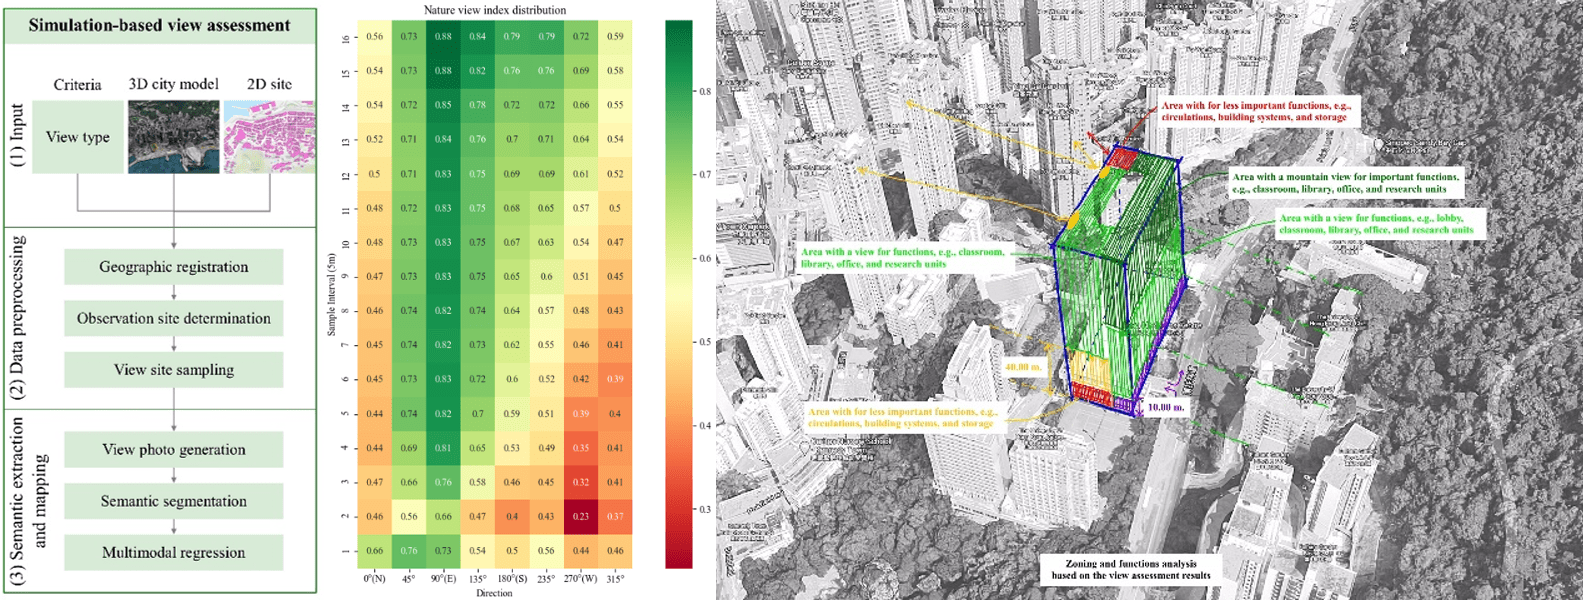 Simulation-based view assessment
Criteria 3D city model 2D site
(1) Input
View type
(2) Data preprocessing
Geographic registration
Observation site determination
View site sampling
(3) Semantic extraction
and mapping
View photo generation
Semantic segmentation
Multimodal regression
Nature view index distribution
Sample Interval (5m)
16 0.56 0.73 0.88 0.84 0.79 0.79 0.72 0.59
15 0.54 0.73 0.88 0.82 0.76 0.76 0.69 0.58
14 0.54 0.72 0.85 0.78 0.72 0.72 0.66 0.55
13 0.52 0.71 0.84 0.76 0.7 0.71 0.64 0.54
12 0.5 0.71 0.83 0.75 0.69 0.69 0.61 0.52
11 0.48 0.72 0.83 0.75 0.68 0.65 0.57 0.5
10 0.48 0.73 0.83 0.75 0.67 0.63 0.54 0.47
9 0.47 0.73 0.83 0.75 0.65 0.6 0.51 0.45
8 0.46 0.74 0.82 0.74 0.64 0.57 0.48 0.43
7 0.45 0.74 0.82 0.73 0.62 0.55 0.46 0.41
6 0.45 0.73 0.83 0.72 0.6 0.52 0.42 0.39
5 0.44 0.74 0.82 0.7 0.59 0.51 0.39 0.4
4 0.44 0.69 0.81 0.65 0.53 0.49 0.35 0.41
3 0.47 0.66 0.76 0.58 0.46 0.45 0.32 0.41
2 0.46 0.56 0.66 0.47 0.4 0.43 0.23 0.37
1 0.66 0.76 0.73 0.54 0.5 0.56 0.44 0.46
0°(N) 45° 90°(E) 135° 180°(S) 235° 270°(W) 315°
Direction
0.8
0.7
0.6
0.5
0.4
0.3
Area with for less important functions, e.g.,
circulations, building systems, and storage
Area with a mountain view for important functions,
e.g., classroom, library, office, and research units
Area with a view for functions, e.g., lobby,
classroom, library, office, and research units
Area with a view for functions, e.g., classroom,
library, office, and research units
40.00 m.
10.80 m.
Area with for less important functions, e.g.,
circulations, building systems, and storage
Zoning and functions analysis
based on the view assessment results